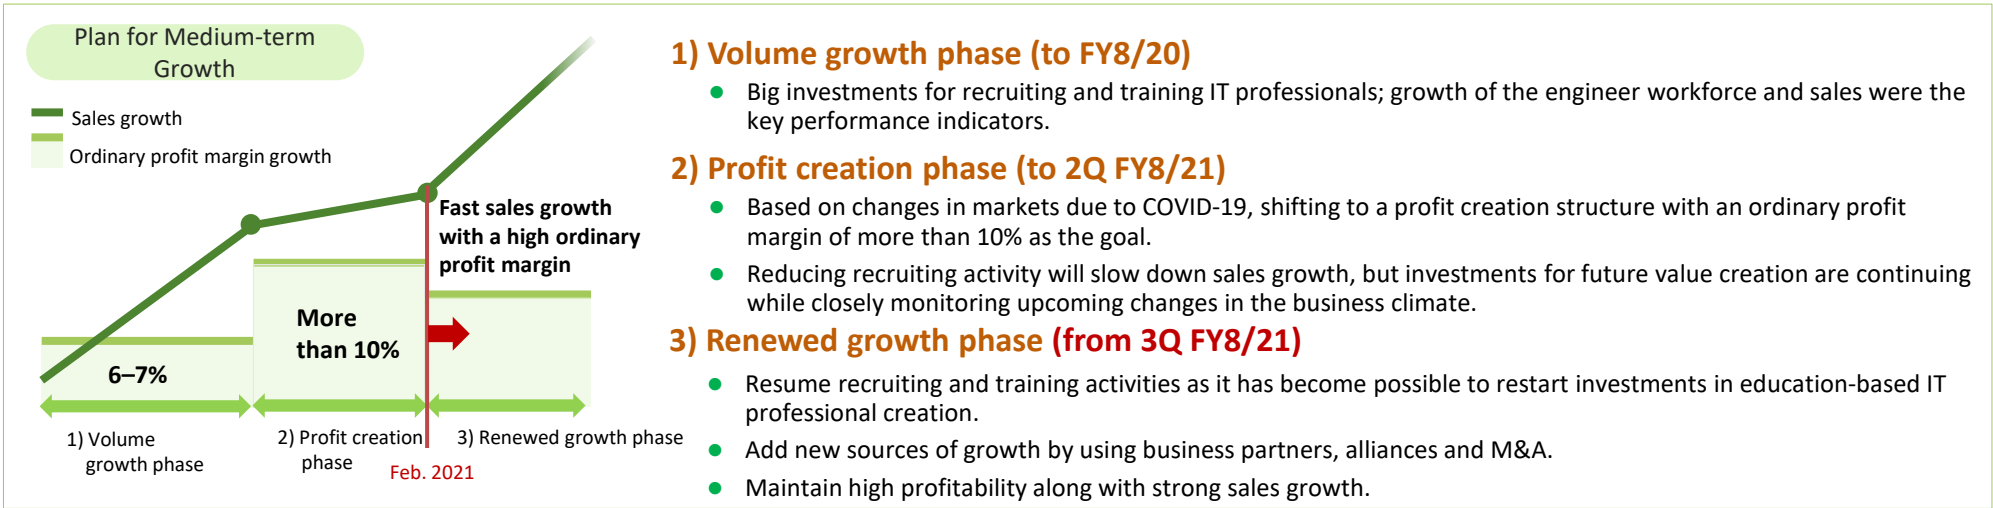 Plan for Medium-term
Growth
Sales growth
Ordinary profit margin growth
Fast sales growth
with a high ordinary
profit margin
More
than 10%
6–7%
1) Volume
growth phase
2) Profit creation
phase
3) Renewed growth phase
Feb. 2021
1) Volume growth phase (to FY8/20)
● Big investments for recruiting and training IT professionals; growth of the engineer workforce and sales were the
key performance indicators.
2) Profit creation phase (to 2Q FY8/21)
● Based on changes in markets due to COVID-19, shifting to a profit creation structure with an ordinary profit
margin of more than 10% as the goal.
● Reducing recruiting activity will slow down sales growth, but investments for future value creation are continuing
while closely monitoring upcoming changes in the business climate.
3) Renewed growth phase (from 3Q FY8/21)
● Resume recruiting and training activities as it has become possible to restart investments in education-based IT
professional creation.
● Add new sources of growth by using business partners, alliances and M&A.
● Maintain high profitability along with strong sales growth.